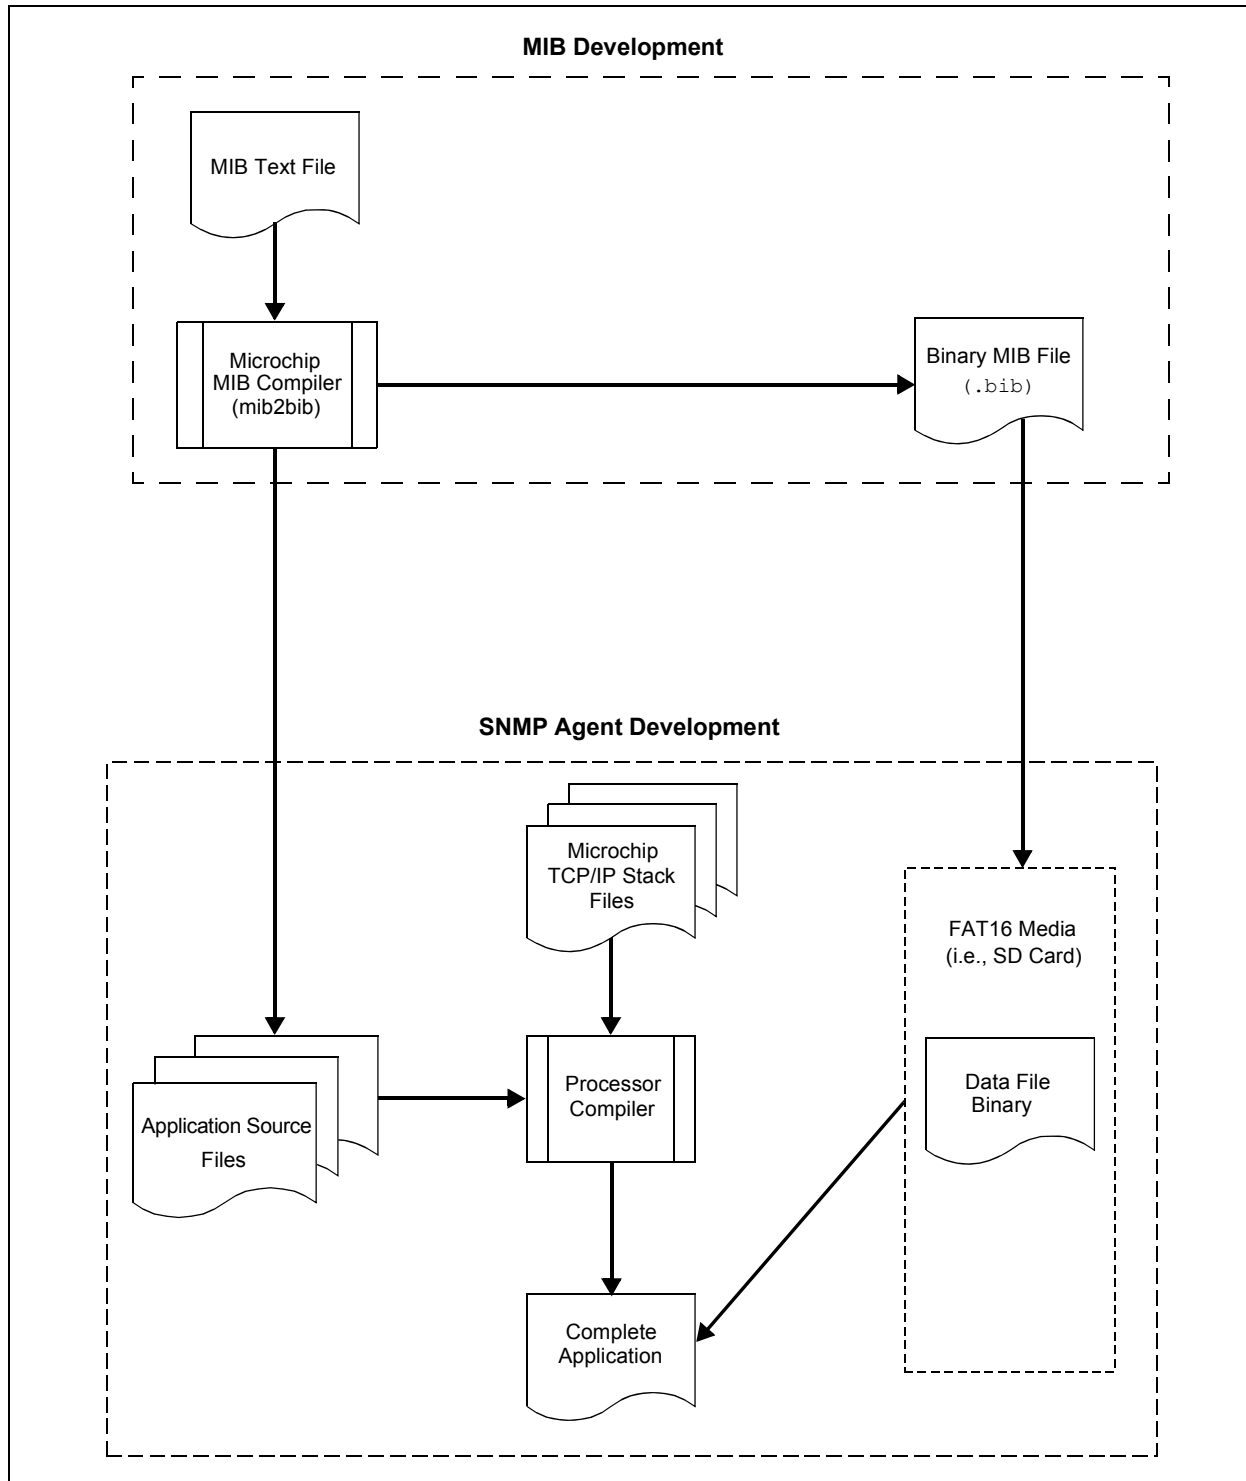 MIB Development
MIB Text File
Microchip
MIB Compiler
(mib2bib)
Binary MIB File
(.bib)
SNMP Agent Development
Microchip
TCP/IP Stack
Files
FAT16 Media
(i.e., SD Card)
Application Source
Files
Processor
Compiler
Data File
Binary
Complete
Application